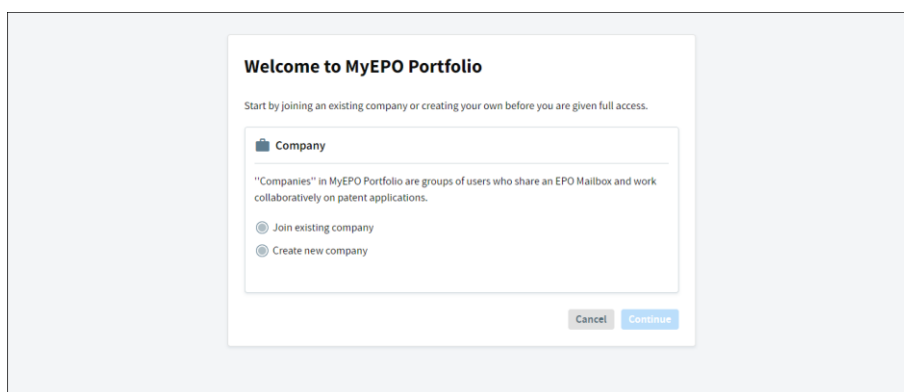 Welcome to MyEPO Portfolio
Start by joining an existing company or creating your own before you are given full access.
Company
''Companies'' in MyEPO Portfolio are groups of users who share an EPO Mailbox and work
collaboratively on patent applications.
Join existing company
Create new company
Cancel Continue